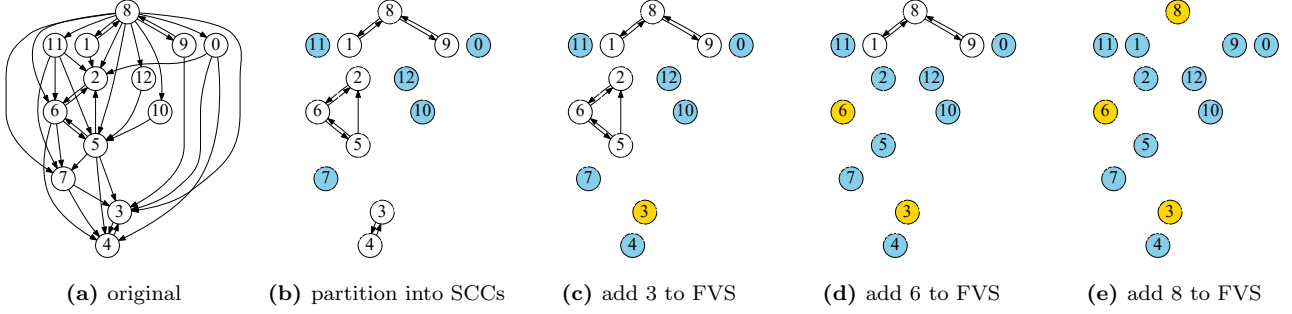 8 8 8 8 8
11 1 9 0 11 1 9 0 11 1 9 0 11 1 9 0 11 1 9 0
2 12 2 12 2 12 2 12 2 12
6 10 6 10 6 10 6 10 6 10
5 5 5 5 5
7 7 7 7 7
3 3 3 3 3
4 4 4 4 4
(a) original (b) partition into SCCs (c) add 3 to FVS (d) add 6 to FVS (e) add 8 to FVS